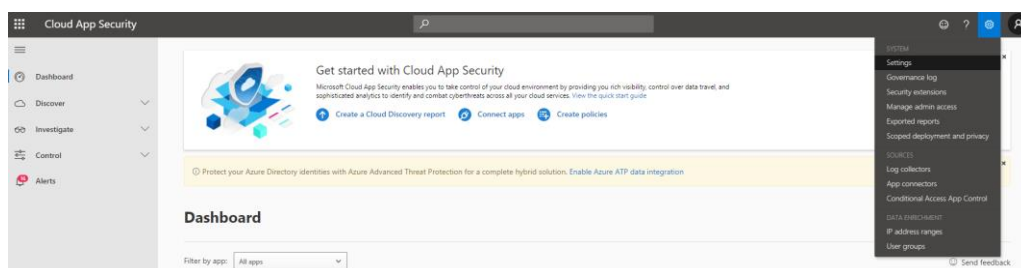 Cloud App Security
?
SYSTEM
Settings
Governance log
Security extensions
Manage admin access
Exported reports
Scoped deployment and privacy
SOURCES
Log collectors
App connectors
Conditional Access App Control
DATA ENRICHMENT
IP address ranges
User groups
Dashboard
Discover
Investigate
Control
Alerts
Get started with Cloud App Security
Microsoft Cloud App Security enables you to take control of your cloud environment by providing you rich visibility, control over data travel, and
sophisticated analytics to identify and combat cyberthreats across all your cloud services. View the quick start guide
Create a Cloud Discovery report Connect apps Create policies
Protect your Azure Directory identities with Azure Advanced Threat Protection for a complete hybrid solution. Enable Azure ATP data integration
Dashboard
Filter by app: All apps
Send feedback